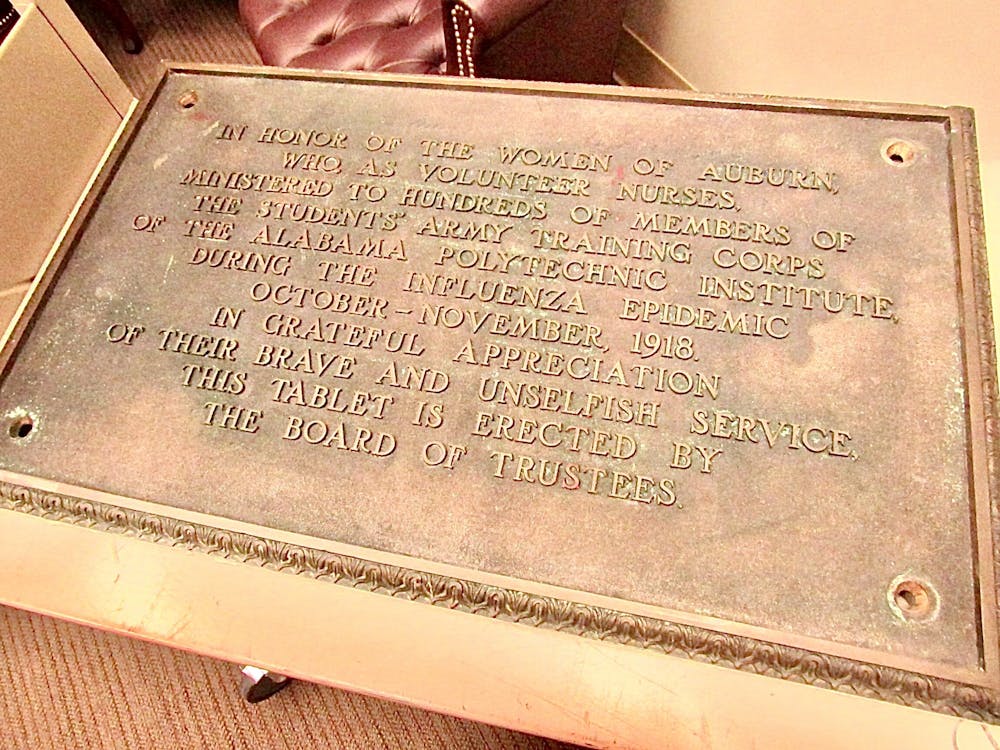 IN HONOR OF THE WOMEN OF AUBURN,
WHO, AS VOLUNTEER NURSES,
MINISTERED TO HUNDREDS OF MEMBERS OF
THE STUDENTS' ARMY TRAINING CORPS
OF THE ALABAMA POLYTECHNIC INSTITUTE,
DURING THE INFLUENZA EPIDEMIC
OCTOBER – NOVEMBER, 1918.
IN GRATEFUL APPRECIATION
OF THEIR BRAVE AND UNSELFISH SERVICE,
THIS TABLET IS ERECTED BY
THE BOARD OF TRUSTEES.